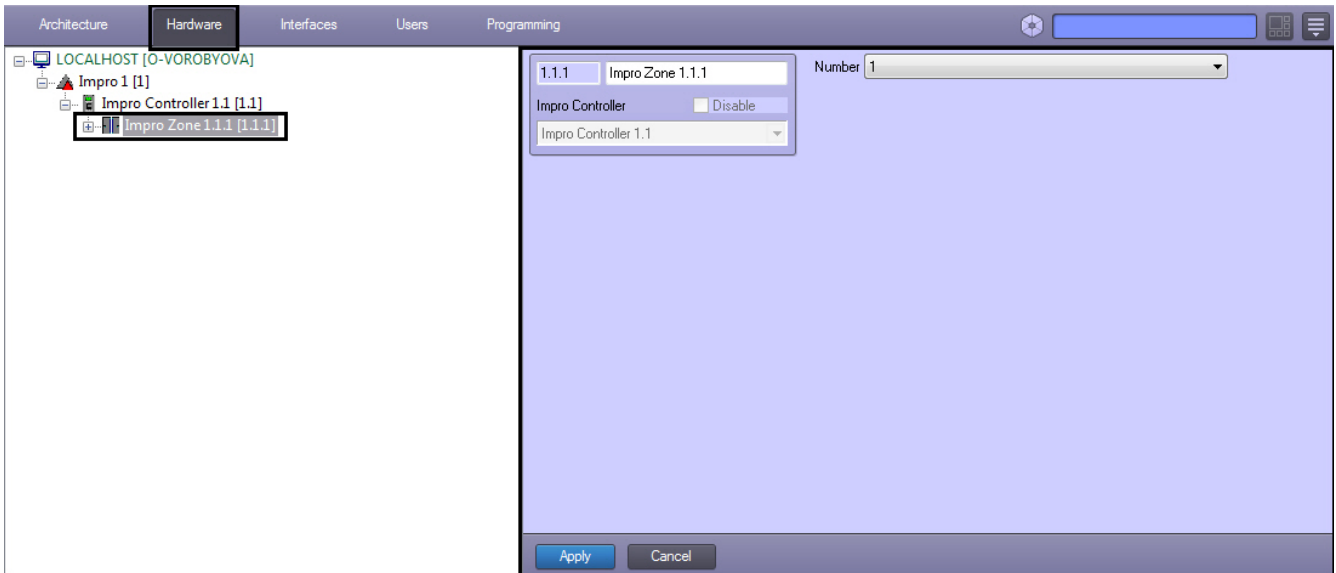 Architecture Hardware Interfaces Users Programming
LOCALHOST [O-VOROBYOVA]
Impro 1 [1]
Impro Controller 1.1 [1.1]
Impro Zone 1.1.1 [1.1.1]
1.1.1 Impro Zone 1.1.1
Impro Controller Disable
Impro Controller 1.1
Number 1
Apply Cancel